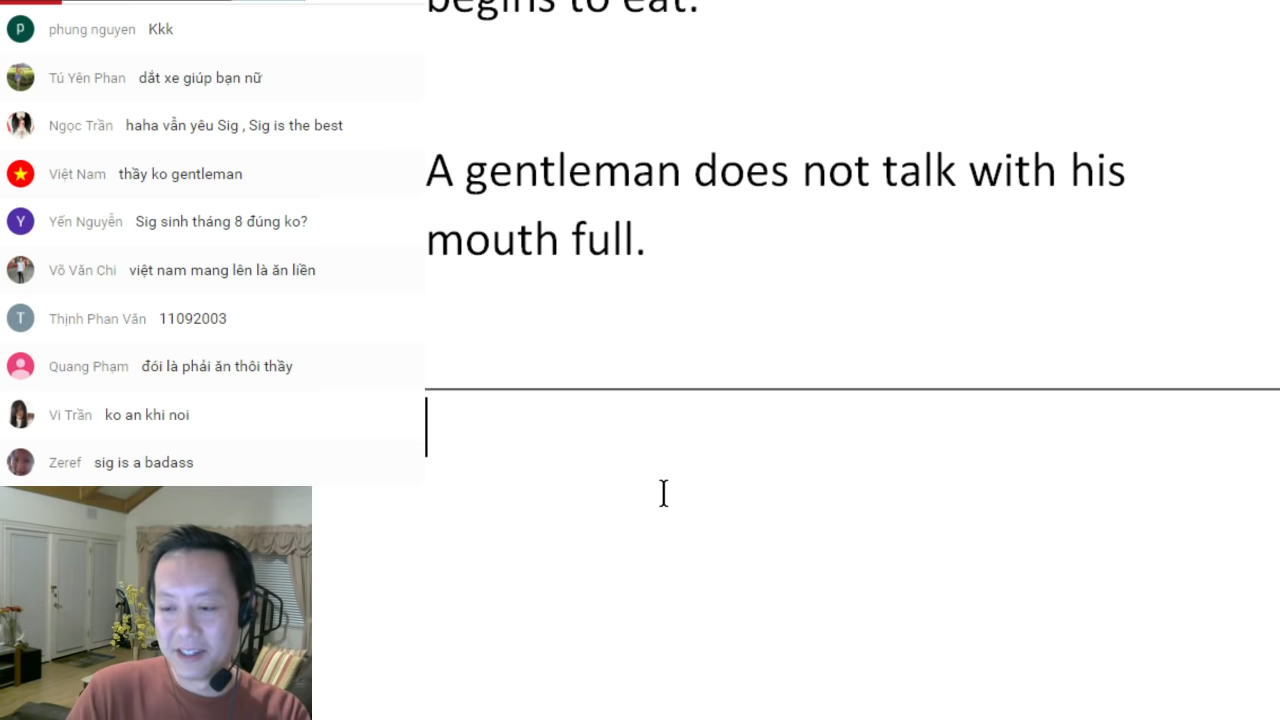 phung nguyen Kkk
Tú Yên Phan dắt xe giúp bạn nữ
Ngọc Trần haha vẫn yêu Sig , Sig is the best
Việt Nam thầy ko gentleman
Yến Nguyễn Sig sinh tháng 8 đúng ko?
Võ Văn Chi việt nam mang lên là ăn liền
Thịnh Phan Văn 11092003
Quang Phạm đói là phải ăn thôi thầy
Vi Trần ko an khi noi
Zeref sig is a badass
begins to eat.
A gentleman does not talk with his
mouth full.